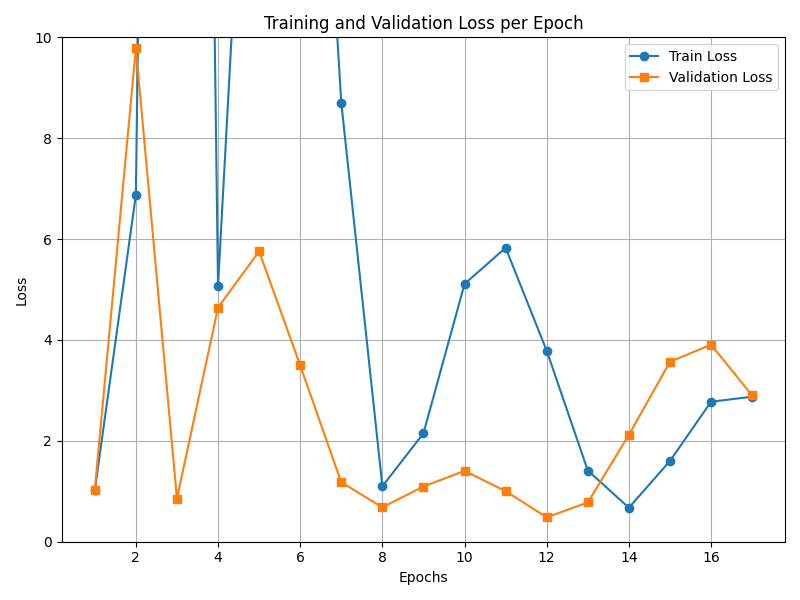 Training and Validation Loss per Epoch
Train Loss
Validation Loss
Loss
10
8
6
4
2
0
2 4 6 8 10 12 14 16
Epochs